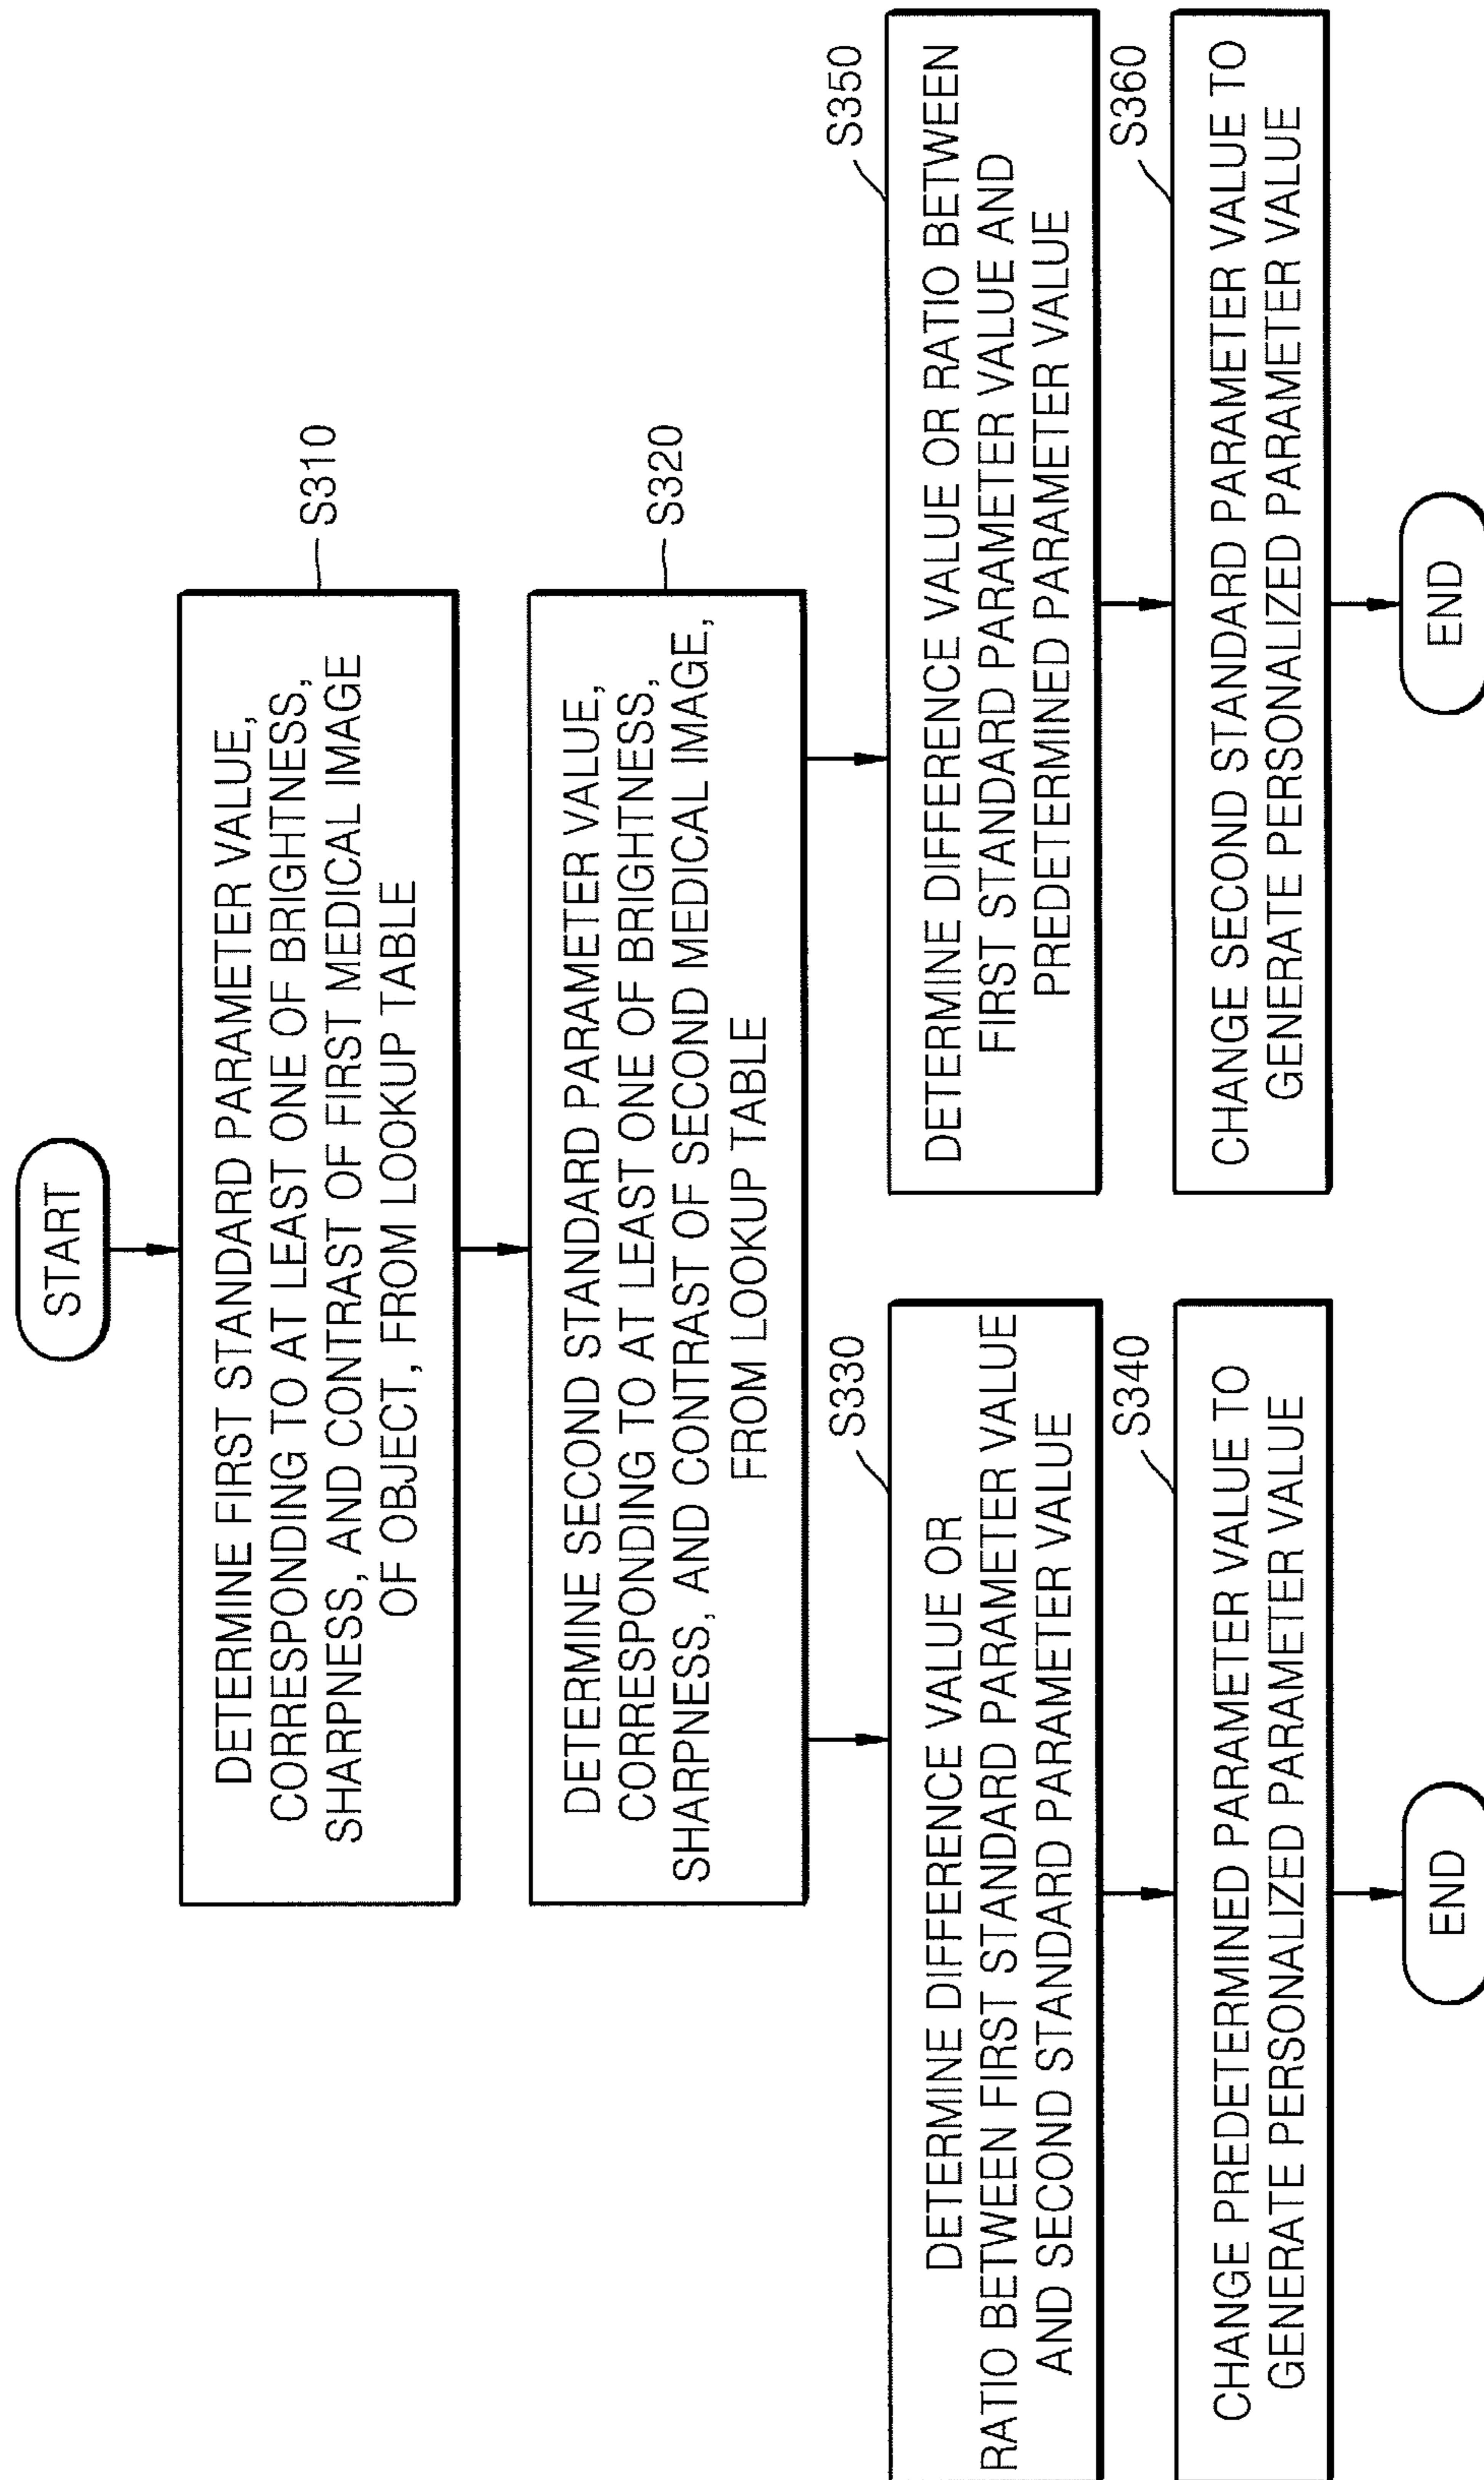 START
DETERMINE FIRST STANDARD PARAMETER VALUE,
CORRESPONDING TO AT LEAST ONE OF BRIGHTNESS,
SHARPNESS, AND CONTRAST OF FIRST MEDICAL IMAGE
OF OBJECT, FROM LOOKUP TABLE
S310
DETERMINE SECOND STANDARD PARAMETER VALUE,
CORRESPONDING TO AT LEAST ONE OF BRIGHTNESS,
SHARPNESS, AND CONTRAST OF SECOND MEDICAL IMAGE,
FROM LOOKUP TABLE
S320
S330
DETERMINE DIFFERENCE VALUE OR
RATIO BETWEEN FIRST STANDARD PARAMETER VALUE
AND SECOND STANDARD PARAMETER VALUE
S340
CHANGE PREDETERMINED PARAMETER VALUE TO
GENERATE PERSONALIZED PARAMETER VALUE
END
S350
DETERMINE DIFFERENCE VALUE OR RATIO BETWEEN
FIRST STANDARD PARAMETER VALUE AND
PREDETERMINED PARAMETER VALUE
S360
CHANGE SECOND STANDARD PARAMETER VALUE TO
GENERATE PERSONALIZED PARAMETER VALUE
END